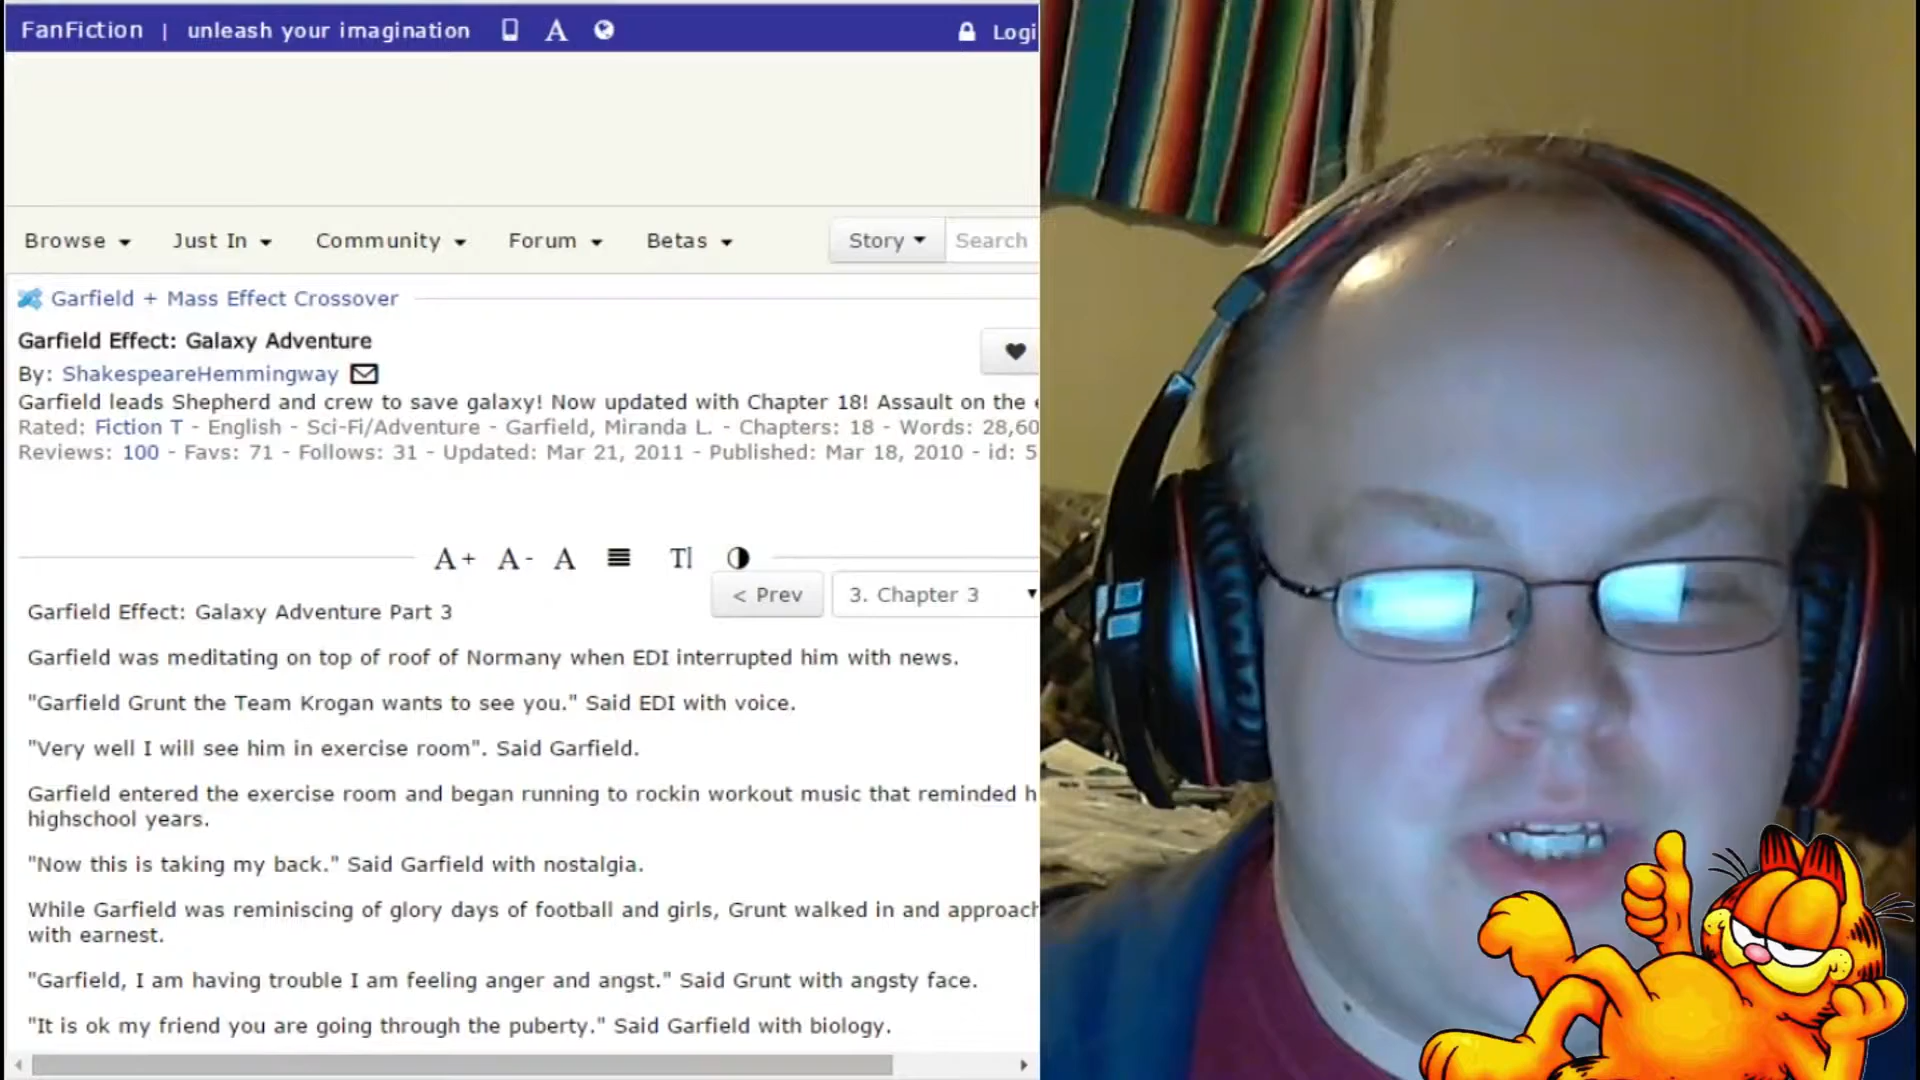 FanFiction | unleash your imagination A Logi
Browse Just In Community Forum Betas Story Search
Garfield + Mass Effect Crossover
Garfield Effect: Galaxy Adventure
By: ShakespeareHemmingway
Garfield leads Shepherd and crew to save galaxy! Now updated with Chapter 18! Assault on the
Rated: Fiction T - English - Sci-Fi/Adventure - Garfield, Miranda L. - Chapters: 18 - Words: 28,60
Reviews: 100 - Favs: 71 - Follows: 31 - Updated: Mar 21, 2011 - Published: Mar 18, 2010 - id: 5
A+ A- A T|
< Prev 3. Chapter 3
Garfield Effect: Galaxy Adventure Part 3
Garfield was meditating on top of roof of Normany when EDI interrupted him with news.
"Garfield Grunt the Team Krogan wants to see you." Said EDI with voice.
"Very well I will see him in exercise room". Said Garfield.
Garfield entered the exercise room and began running to rockin workout music that reminded h
highschool years.
"Now this is taking my back." Said Garfield with nostalgia.
While Garfield was reminiscing of glory days of football and girls, Grunt walked in and approach
with earnest.
"Garfield, I am having trouble I am feeling anger and angst." Said Grunt with angsty face.
"It is ok my friend you are going through the puberty." Said Garfield with biology.